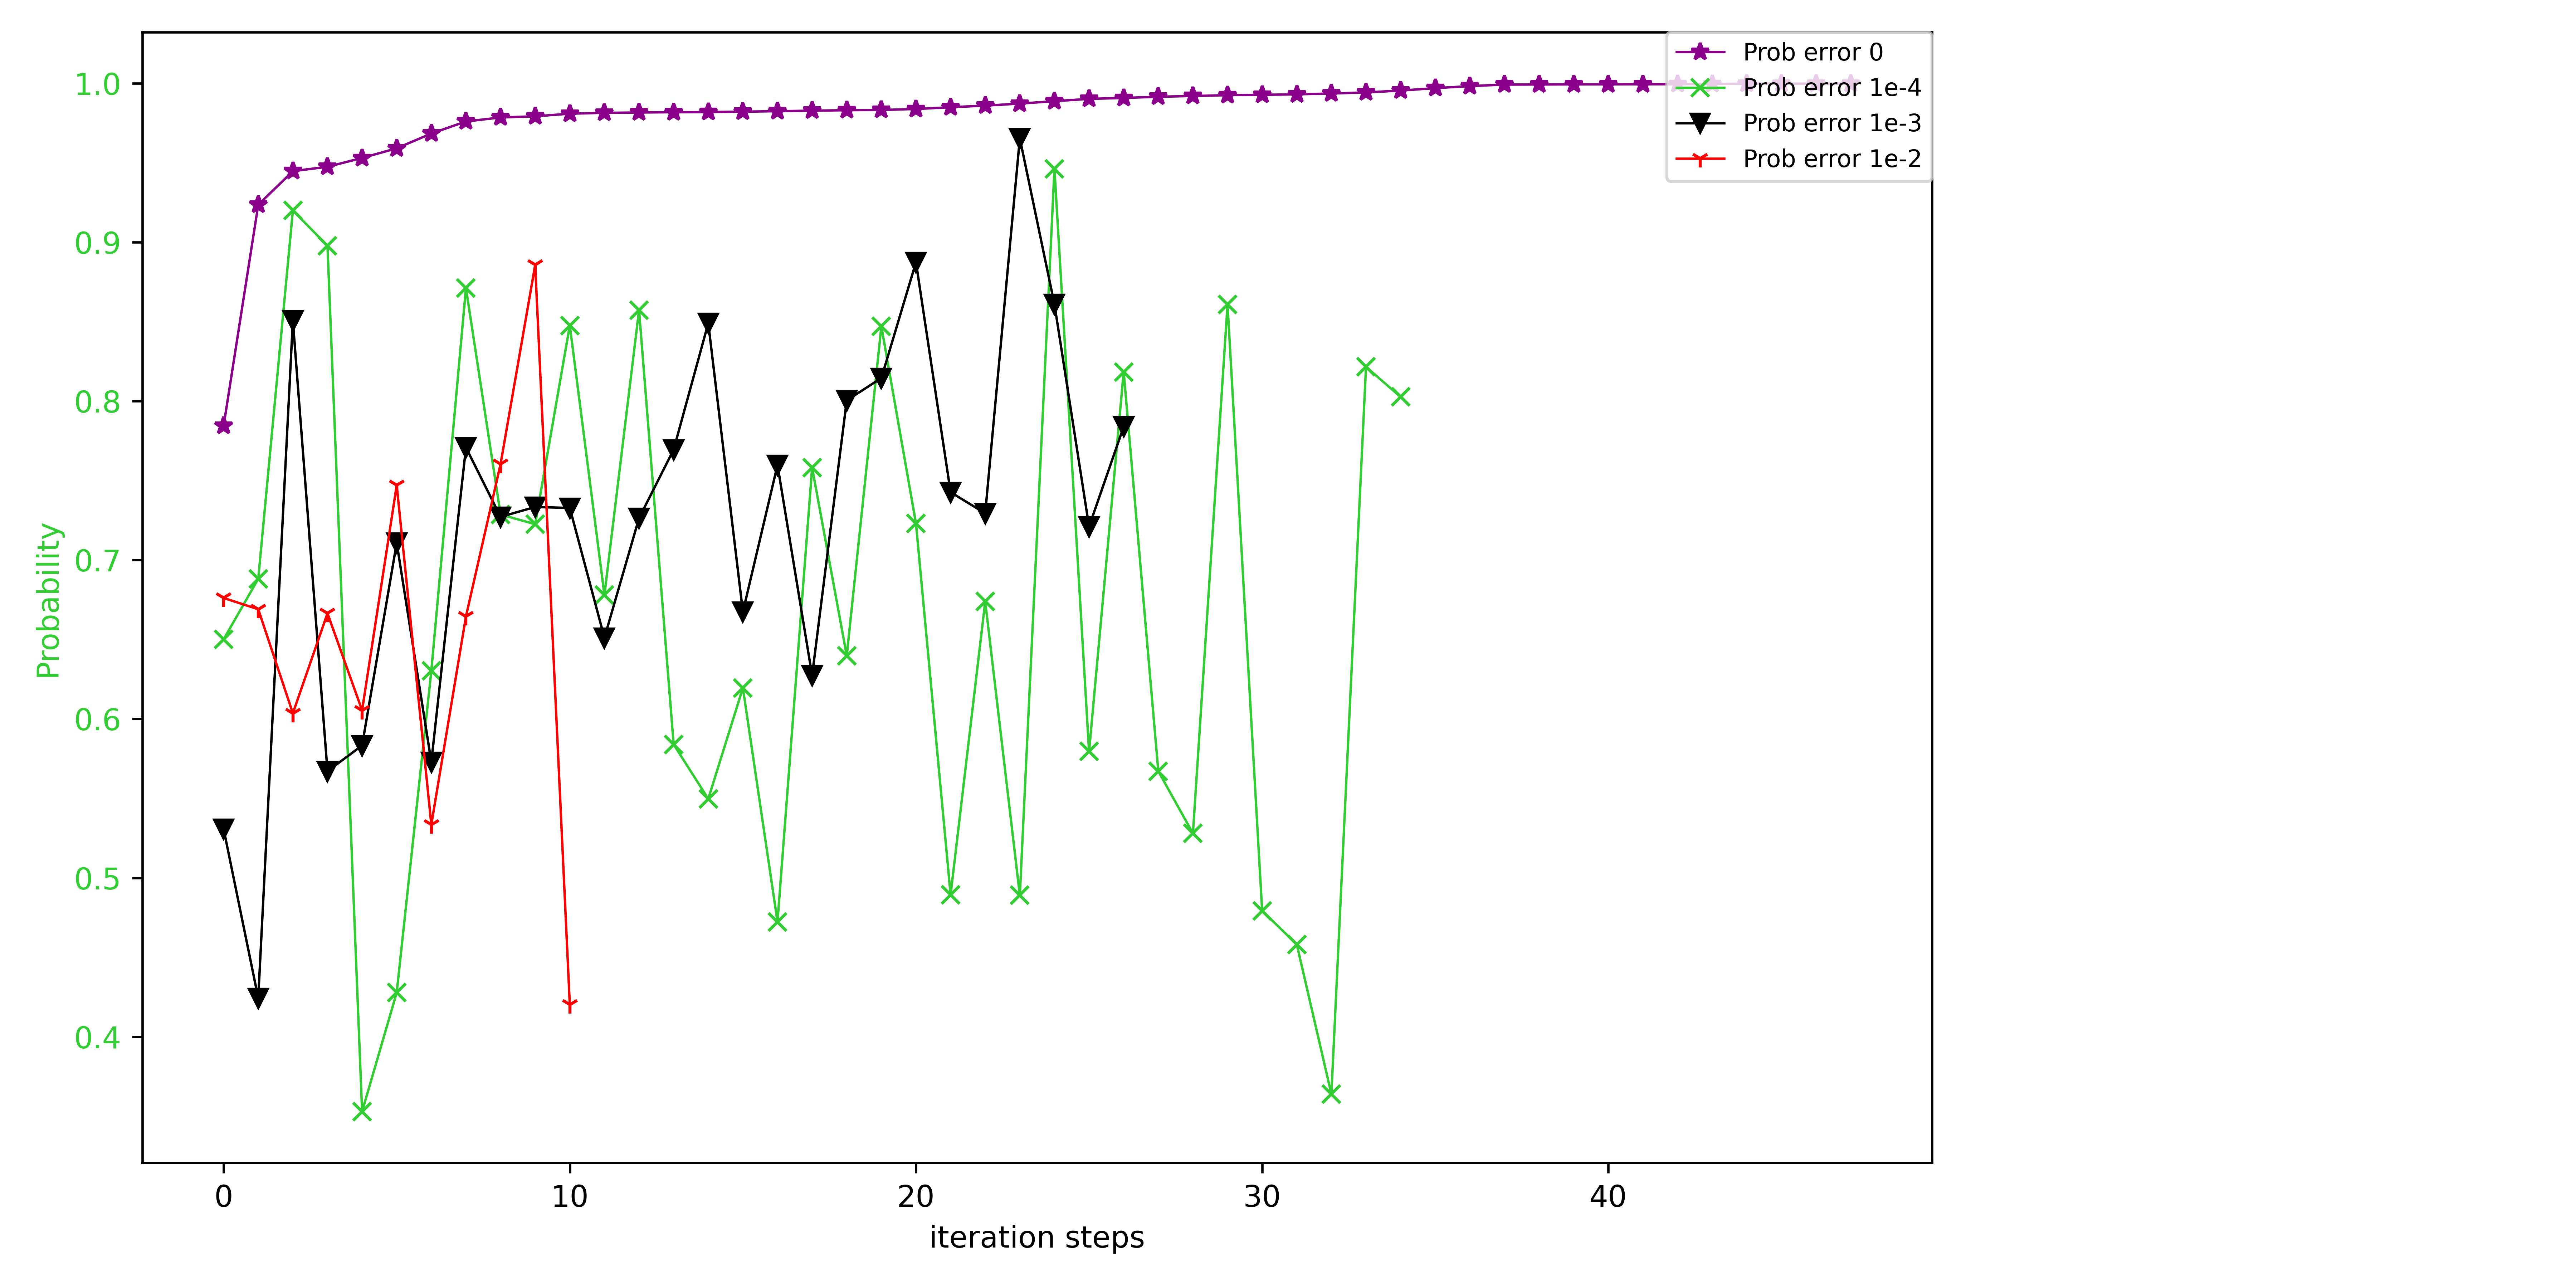 Prob error 0
Prob error 1e-4
Prob error 1e-3
Prob error 1e-2
1.0
0.9
0.8
0.7
0.6
0.5
0.4
Probability
0 10 20 30 40
iteration steps